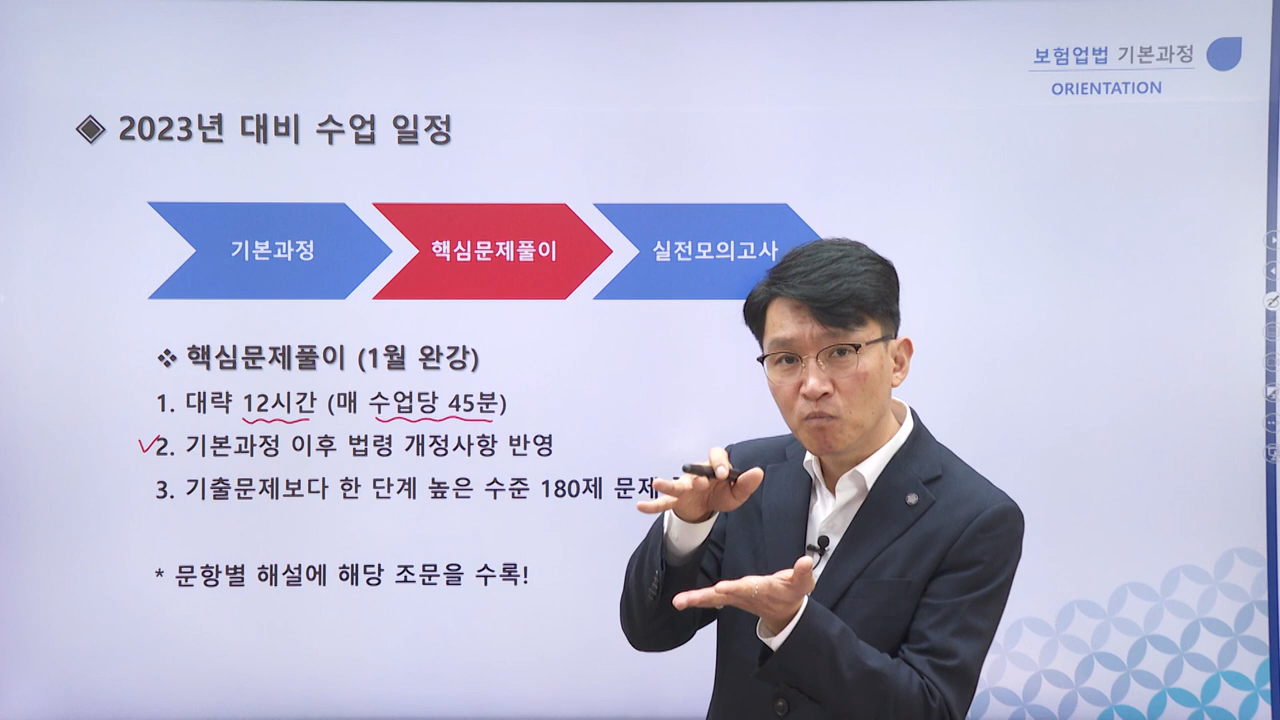 보험업법 기본과정
ORIENTATION
◈ 2023년 대비 수업 일정
기본과정
핵심문제풀이
실전모의고사
❖ 핵심문제풀이 (1월 완강)
1. 대략 12시간 (매 수업당 45분)
2. 기본과정 이후 법령 개정사항 반영
3. 기출문제보다 한 단계 높은 수준 180제 문제
* 문항별 해설에 해당 조문을 수록!